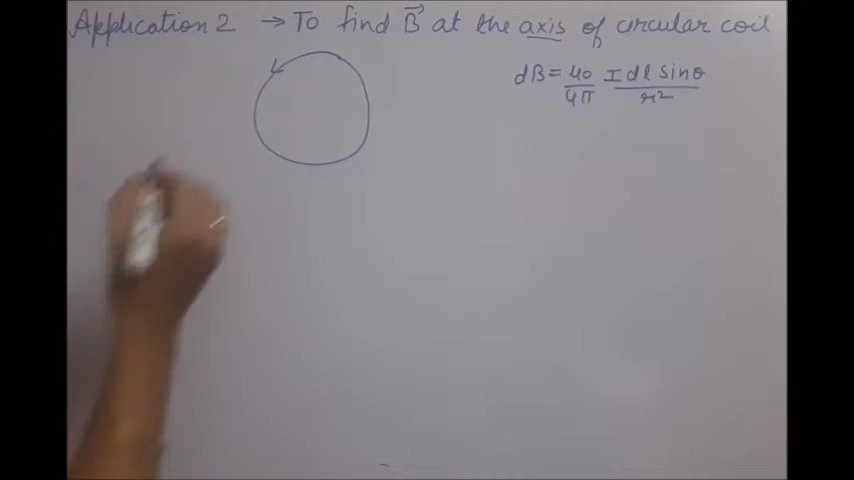 Application 2 → To find B⃗ at the axis of circular coil
dB = μ0/4π I dl sinθ/r²